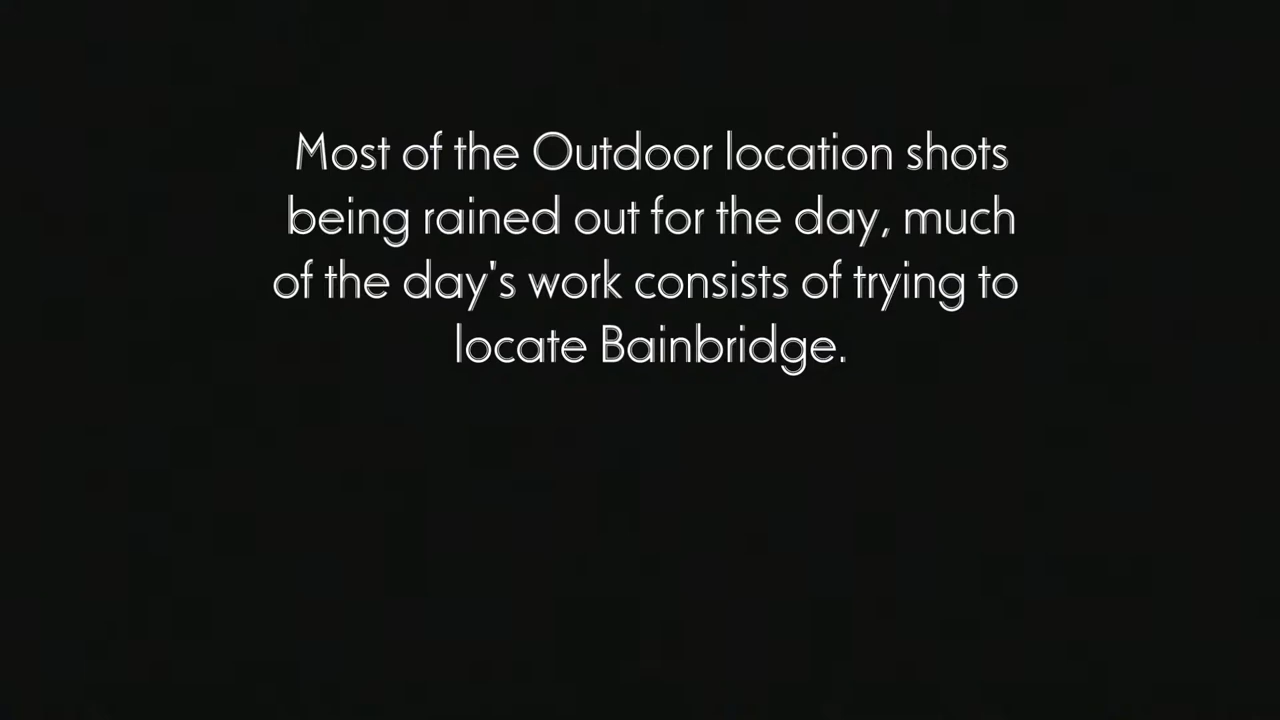 Most of the Outdoor location shots
being rained out for the day, much
of the day's work consists of trying to
locate Bainbridge.